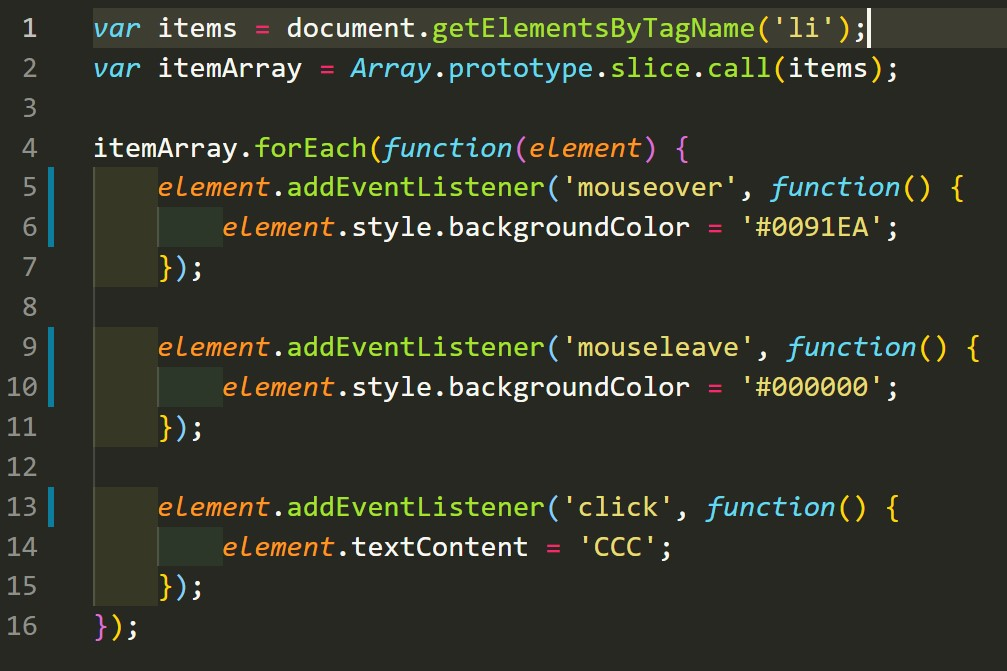 1 var items = document.getElementsByTagName('li');
2 var itemArray = Array.prototype.slice.call(items);
3
4 itemArray.forEach(function(element) {
5     element.addEventListener('mouseover', function() {
6         element.style.backgroundColor = '#0091EA';
7     });
8
9     element.addEventListener('mouseleave', function() {
10         element.style.backgroundColor = '#000000';
11     });
12
13     element.addEventListener('click', function() {
14         element.textContent = 'CCC';
15     });
16 });